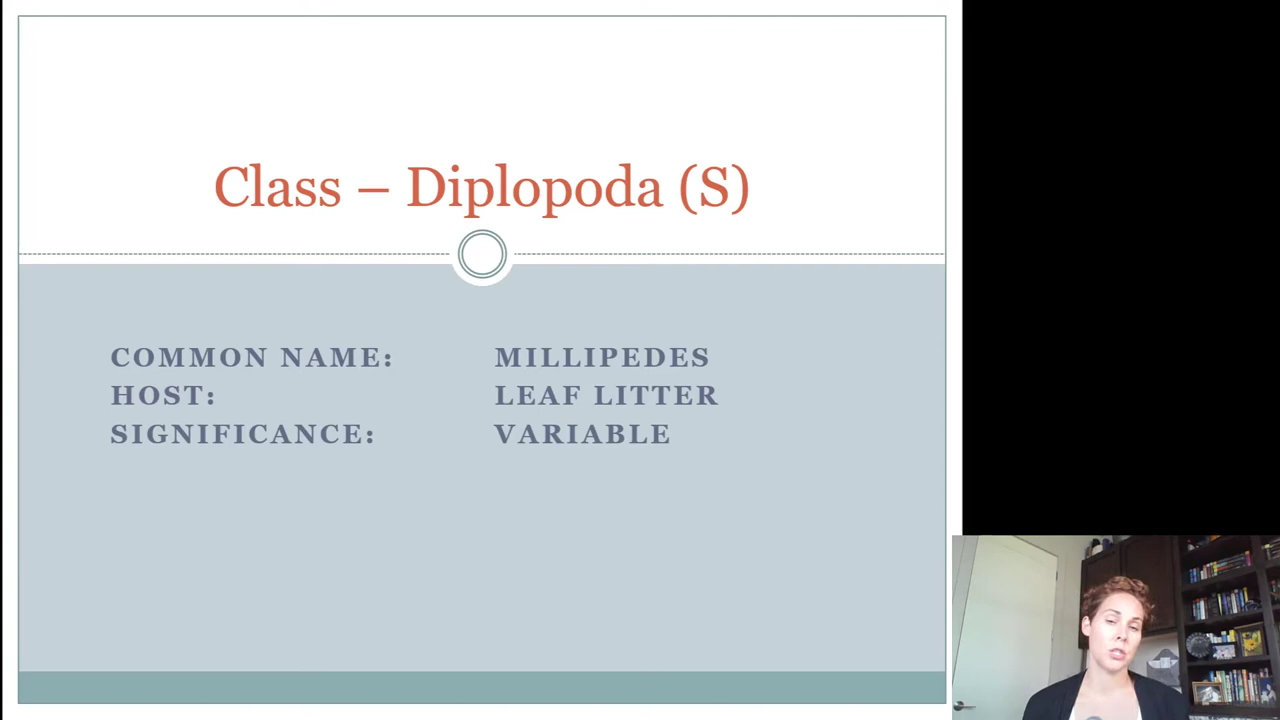 Class – Diplopoda (S)
COMMON NAME: MILLIPEDES
HOST: LEAF LITTER
SIGNIFICANCE: VARIABLE